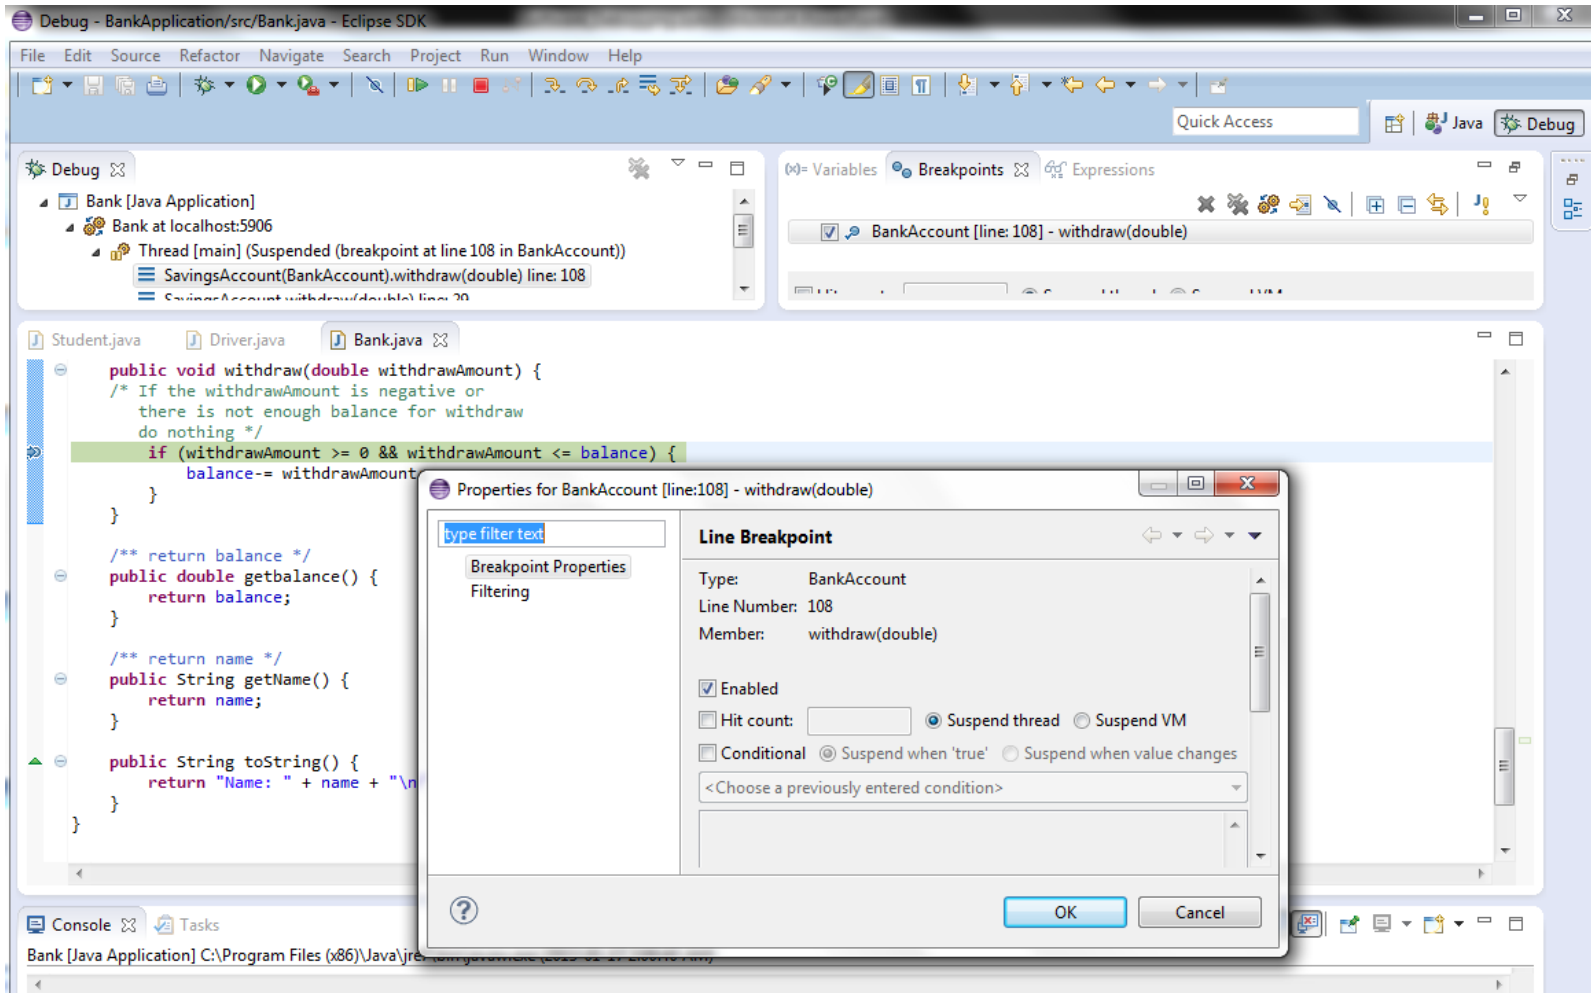 Debug - BankApplication/src/Bank.java - Eclipse SDK
File Edit Source Refactor Navigate Search Project Run Window Help
Quick Access
Java Debug
Debug
Bank [Java Application]
Bank at localhost:5906
Thread [main] (Suspended (breakpoint at line 108 in BankAccount))
SavingsAccount(BankAccount).withdraw(double) line: 108
SavingsAccount.withdraw(double) line: 29
(x)= Variables Breakpoints Expressions
BankAccount [line: 108] - withdraw(double)
Student.java Driver.java Bank.java
public void withdraw(double withdrawAmount) {
/* If the withdrawAmount is negative or
there is not enough balance for withdraw
do nothing */
if (withdrawAmount >= 0 && withdrawAmount <= balance) {
balance-= withdrawAmount
}
}
/** return balance */
public double getbalance() {
return balance;
}
/** return name */
public String getName() {
return name;
}
public String toString() {
return "Name: " + name + "\n
}
}
Properties for BankAccount [line:108] - withdraw(double)
type filter text
Breakpoint Properties
Filtering
Line Breakpoint
Type: BankAccount
Line Number: 108
Member: withdraw(double)
Enabled
Hit count: Suspend thread Suspend VM
Conditional Suspend when 'true' Suspend when value changes
<Choose a previously entered condition>
OK Cancel
Console Tasks
Bank [Java Application] C:\Program Files (x86)\Java\jre